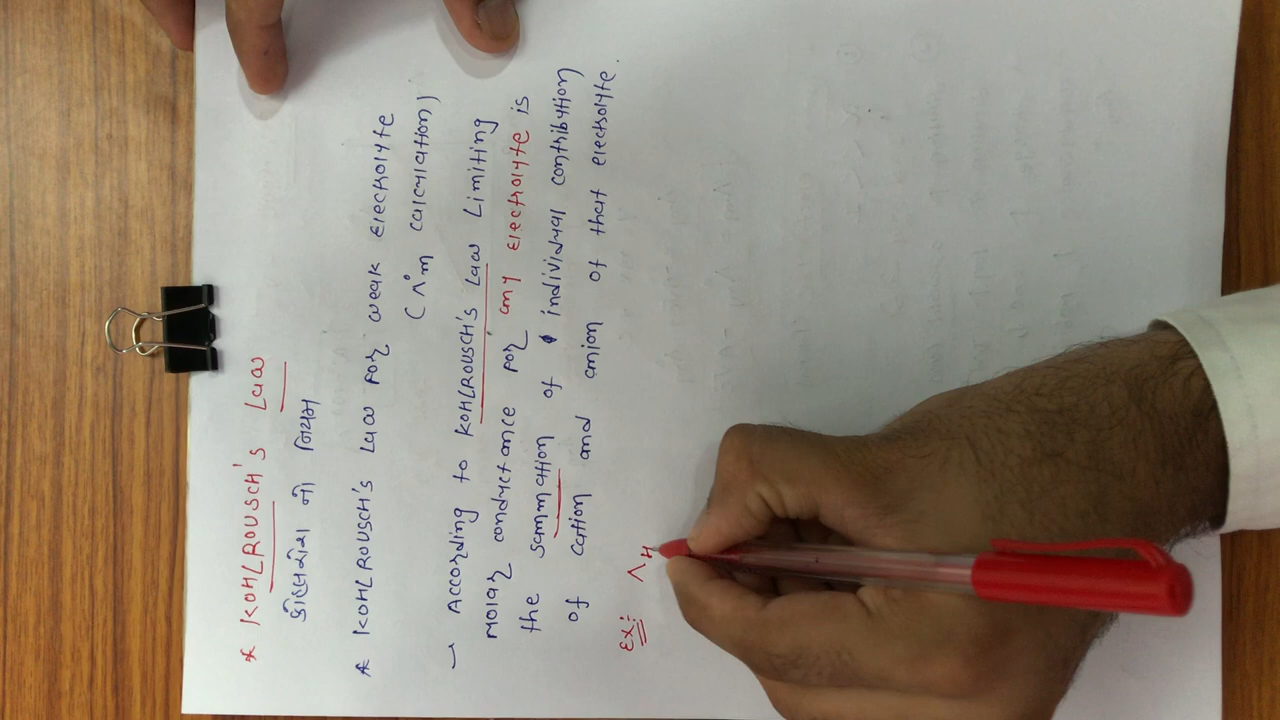 * KOHLROUSCH'S Law
કોહલરોશ નો નિયમ
* KOHLROUSCH'S Law FOR weak Electrolyte
(Λ°m calculation)
→ According to KOHLROUSCH'S Law Limiting
molar conductance for any Electrolyte is
the summation of individual contribution
of cation and anion of that electrolyte.
Ex:- ΛH